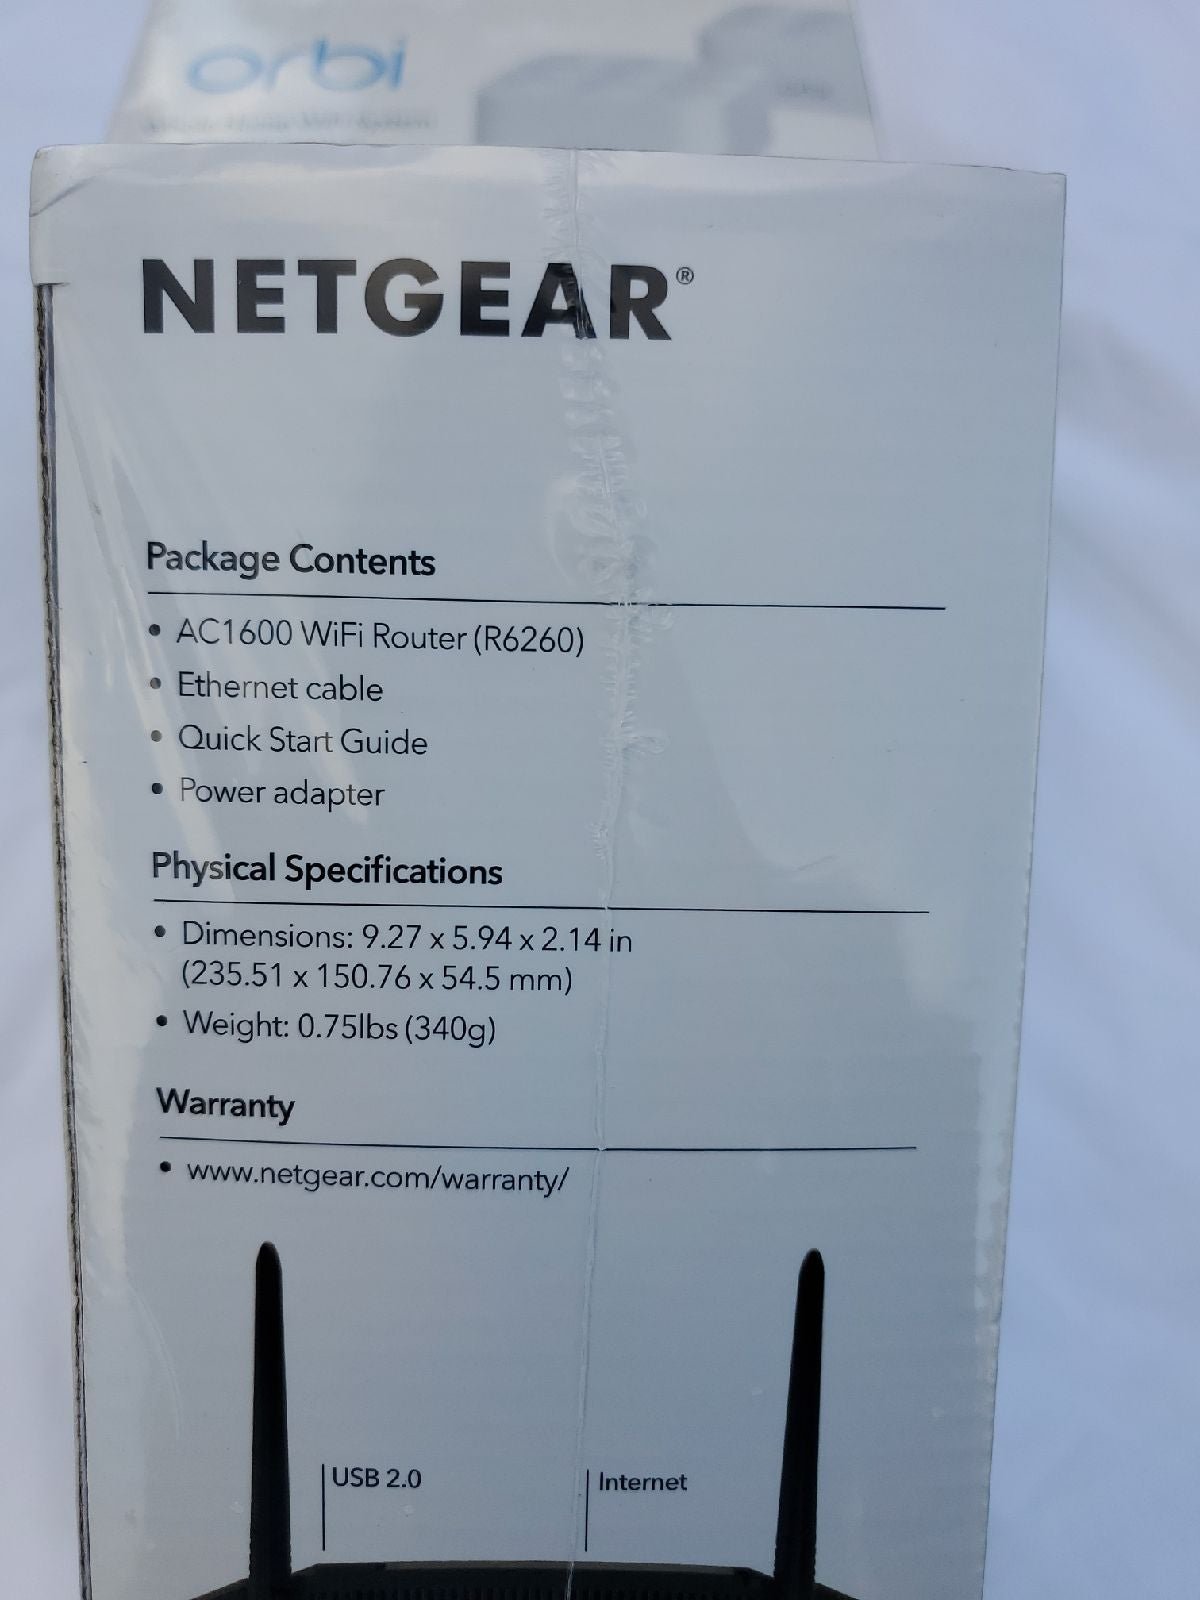 orbi
NETGEAR®
Package Contents
• AC1600 WiFi Router (R6260)
• Ethernet cable
• Quick Start Guide
• Power adapter
Physical Specifications
• Dimensions: 9.27 x 5.94 x 2.14 in
(235.51 x 150.76 x 54.5 mm)
• Weight: 0.75lbs (340g)
Warranty
• www.netgear.com/warranty/
USB 2.0
Internet